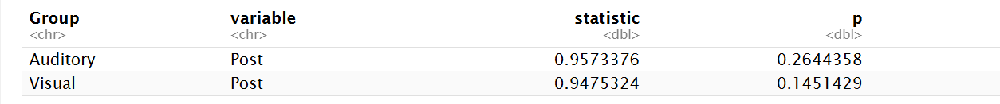 Group variable statistic p
<chr> <chr> <dbl> <dbl>
Auditory Post 0.9573376 0.2644358
Visual Post 0.9475324 0.1451429